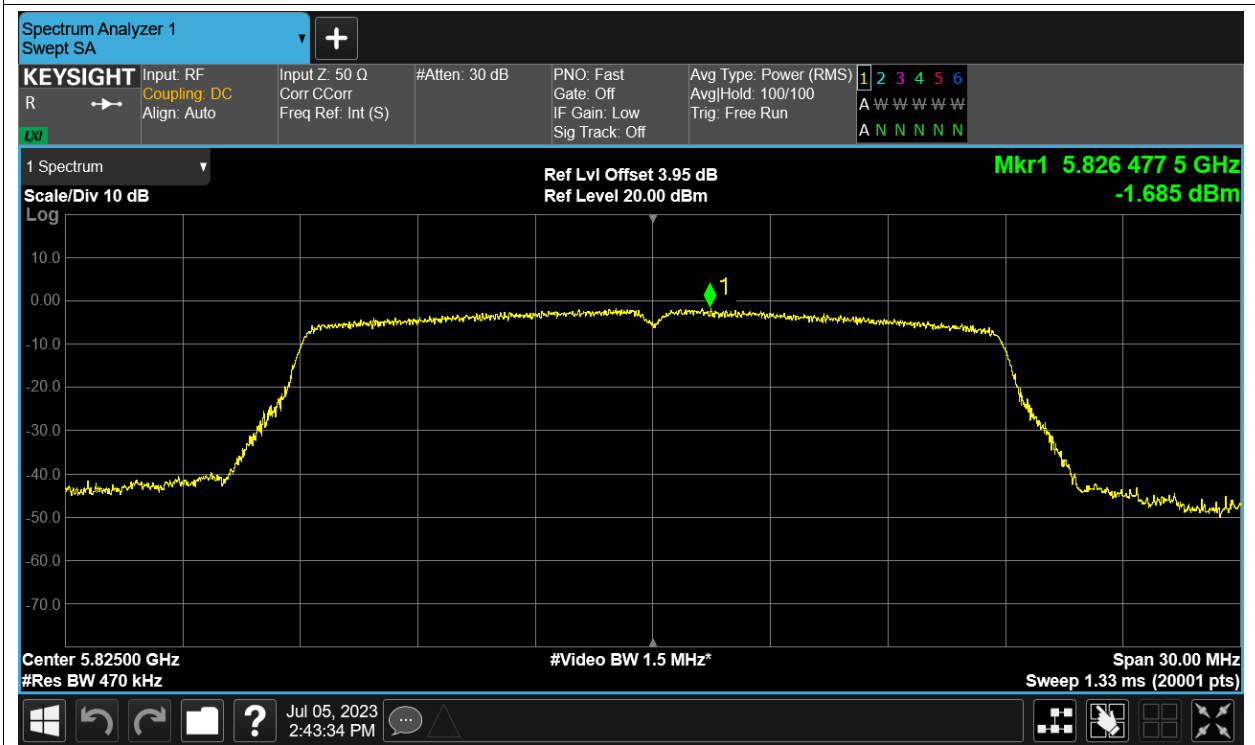 Spectrum Analyzer 1
Swept SA
KEYSIGHT
R
LXI
Input: RF
Coupling: DC
Align: Auto
Input Z: 50 Ω
Corr CCorr
Freq Ref: Int (S)
#Atten: 30 dB
PNO: Fast
Gate: Off
IF Gain: Low
Sig Track: Off
Avg Type: Power (RMS)
Avg|Hold: 100/100
Trig: Free Run
1 2 3 4 5 6
A W W W W W
A N N N N N
1 Spectrum
Scale/Div 10 dB
Log
Ref Lvl Offset 3.95 dB
Ref Level 20.00 dBm
Mkr1 5.826 477 5 GHz
-1.685 dBm
10.0
0.00
-10.0
-20.0
-30.0
-40.0
-50.0
-60.0
-70.0
1
Center 5.82500 GHz
#Res BW 470 kHz
#Video BW 1.5 MHz*
Span 30.00 MHz
Sweep 1.33 ms (20001 pts)
?
Jul 05, 2023
2:43:34 PM